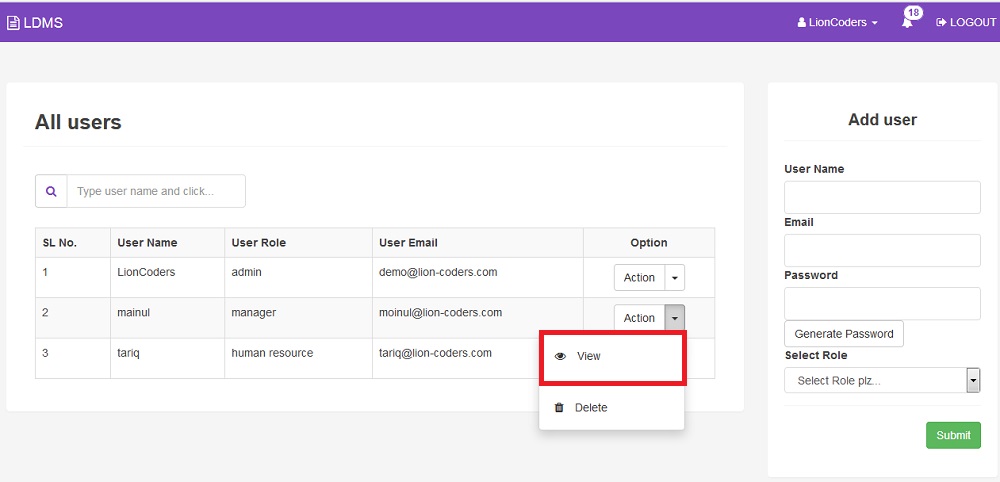 LDMS
LionCoders
18
LOGOUT
All users
Type user name and click...
SL No. User Name User Role User Email Option
1 LionCoders admin demo@lion-coders.com Action
2 mainul manager moinul@lion-coders.com Action
3 tariq human resource tariq@lion-coders.com
View
Delete
Add user
User Name
Email
Password
Generate Password
Select Role
Select Role plz...
Submit